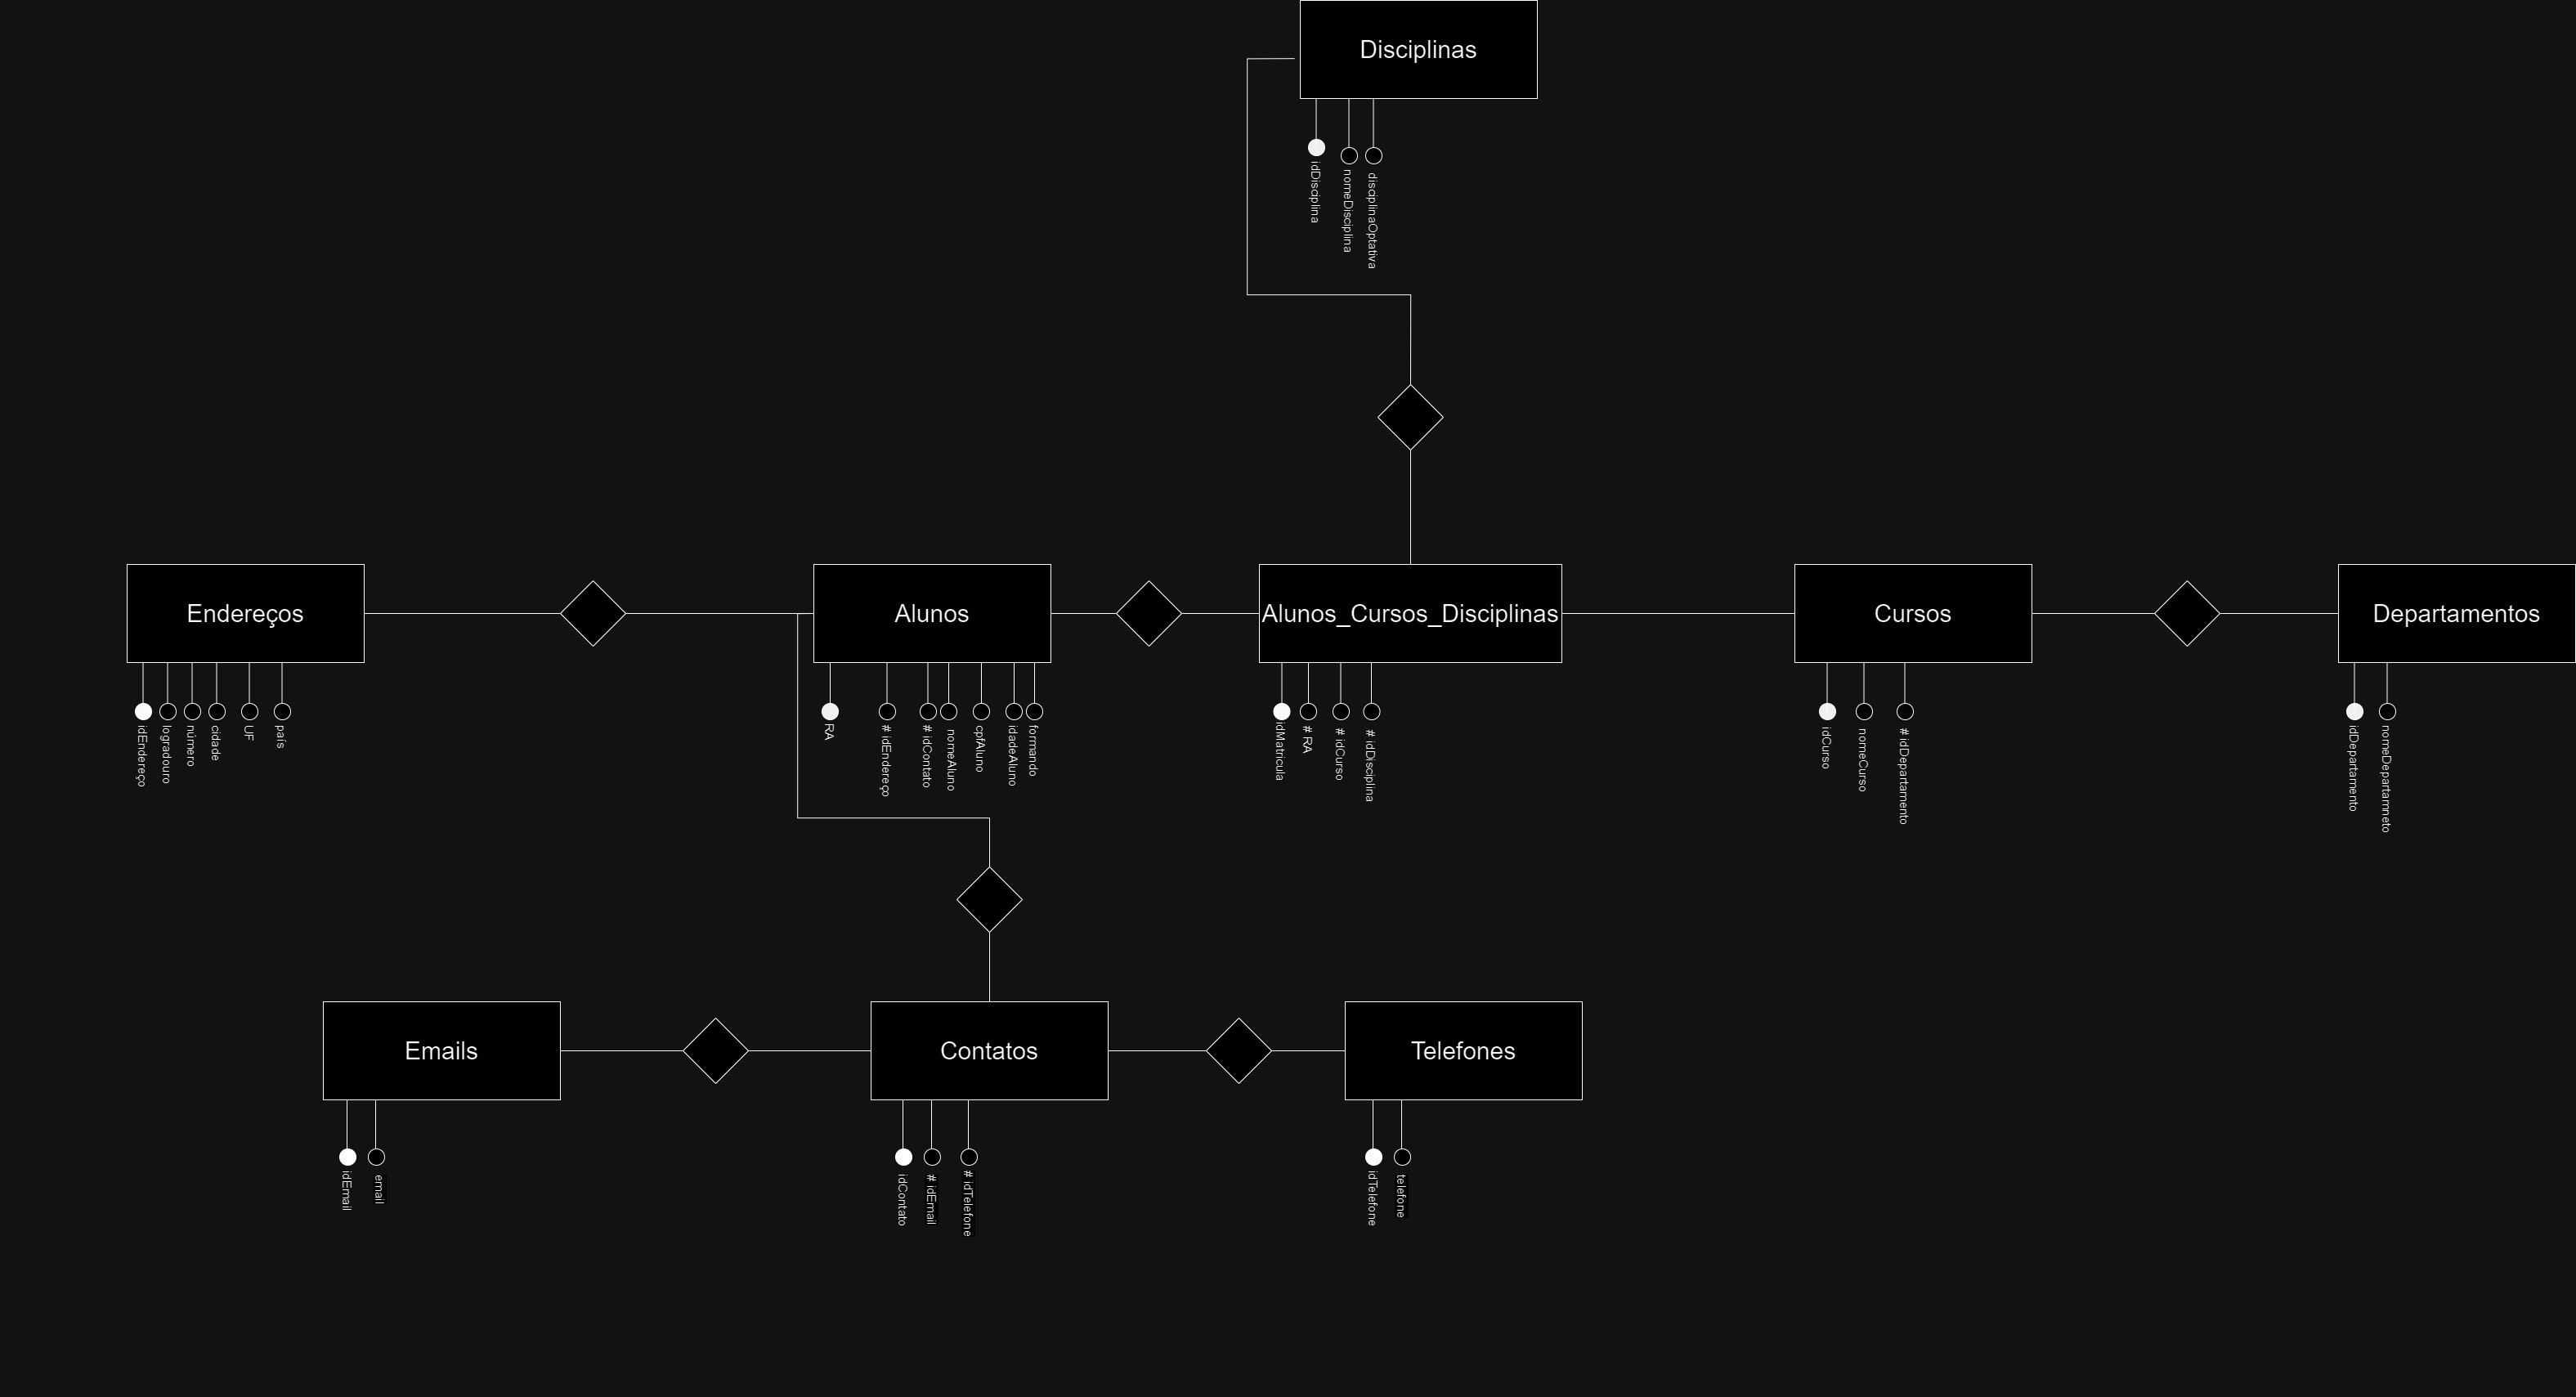 Disciplinas
idDisciplina
nomeDisciplina
disciplinaOptativa
Endereços
Alunos
Alunos_Cursos_Disciplinas
Cursos
Departamentos
idEndereço
logradouro
número
cidade
UF
país
RA
# idEndereço
# idContato
nomeAluno
cpfAluno
idadeAluno
formando
idMatricula
# RA
# idCurso
# idDisciplina
idCurso
nomeCurso
# idDepartamento
idDepartamento
nomeDepartamneto
Emails
Contatos
Telefones
idEmail
email
idContato
# idEmail
# idTelefone
idTelefone
telefone